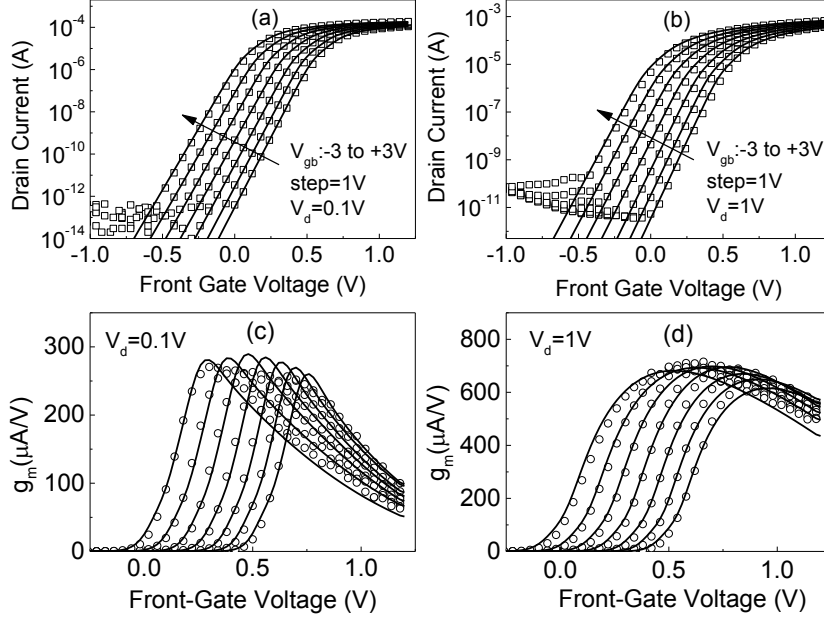 (a)
10⁻⁴
10⁻⁶
10⁻⁸
10⁻¹⁰
10⁻¹²
10⁻¹⁴
Drain Current (A)
V_gb:-3 to +3V
step=1V
V_d=0.1V
-1.0 -0.5 0.0 0.5 1.0
Front Gate Voltage (V)
(b)
10⁻³
10⁻⁵
10⁻⁷
10⁻⁹
10⁻¹¹
Drain Current (A)
V_gb:-3 to +3V
step=1V
V_d=1V
-1.0 -0.5 0.0 0.5 1.0
Front Gate Voltage (V)
(c)
V_d=0.1V
300
200
100
0
g_m(μA/V)
0.0 0.5 1.0
Front-Gate Voltage (V)
(d)
V_d=1V
800
600
400
200
0
g_m(μA/V)
0.0 0.5 1.0
Front-Gate Voltage (V)